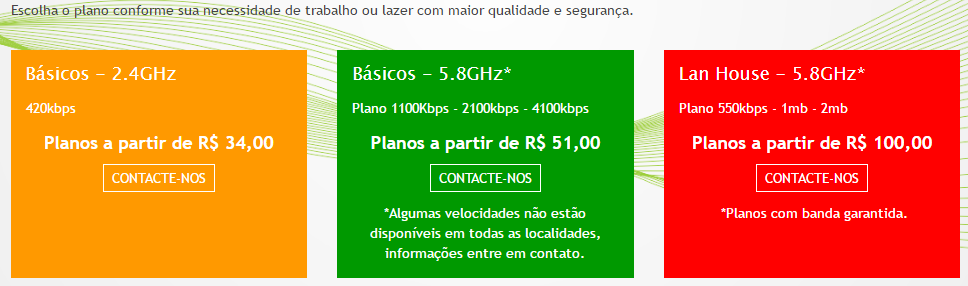 Escolha o plano conforme sua necessidade de trabalho ou lazer com maior qualidade e segurança.
Básicos – 2.4GHz
420kbps
Planos a partir de R$ 34,00
CONTACTE-NOS
Básicos – 5.8GHz*
Plano 1100Kbps - 2100kbps - 4100kbps
Planos a partir de R$ 51,00
CONTACTE-NOS
*Algumas velocidades não estão
disponíveis em todas as localidades,
informações entre em contato.
Lan House – 5.8GHz*
Plano 550kbps - 1mb - 2mb
Planos a partir de R$ 100,00
CONTACTE-NOS
*Planos com banda garantida.